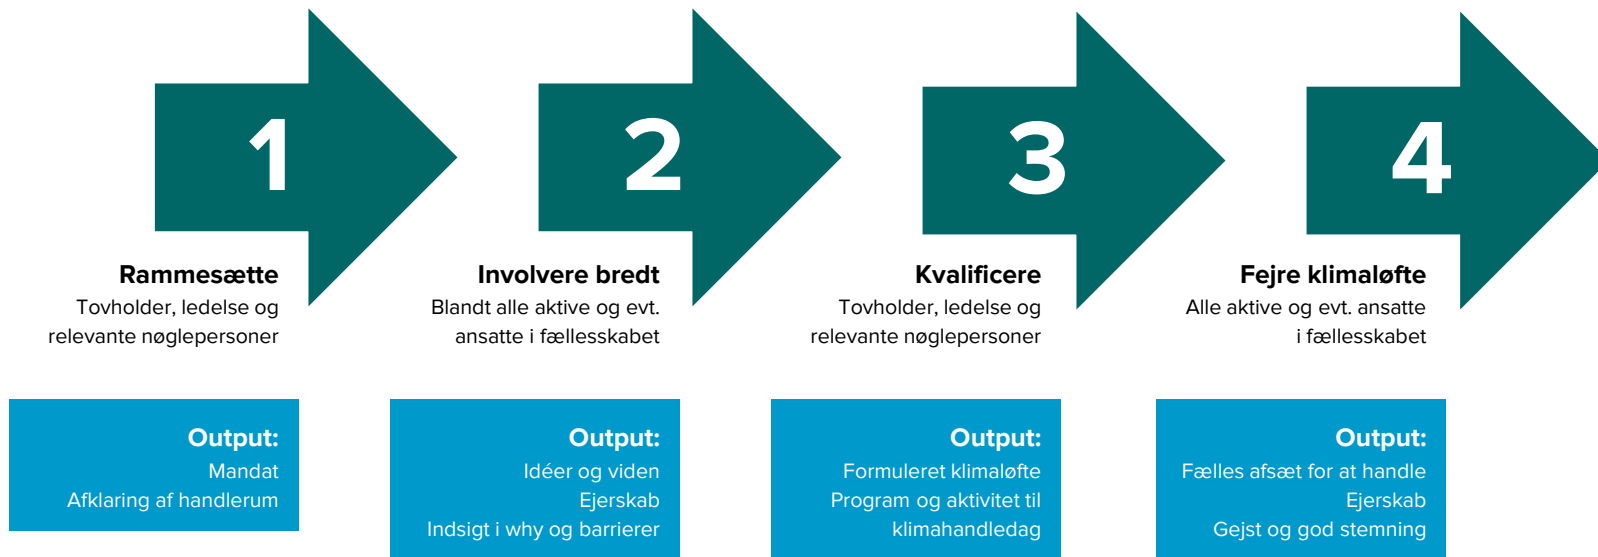 1
Rammesætte
Tovholder, ledelse og
relevante nøglepersoner
Output:
Mandat
Afklaring af handlerum
2
Involvere bredt
Blandt alle aktive og evt.
ansatte i fællesskabet
Output:
Idéer og viden
Ejerskab
Indsigt i why og barrierer
3
Kvalificere
Tovholder, ledelse og
relevante nøglepersoner
Output:
Formuleret klimaløfte
Program og aktivitet til
klimahandledag
4
Fejre klimaløfte
Alle aktive og evt. ansatte
i fællesskabet
Output:
Fælles afsæt for at handle
Ejerskab
Gejst og god stemning